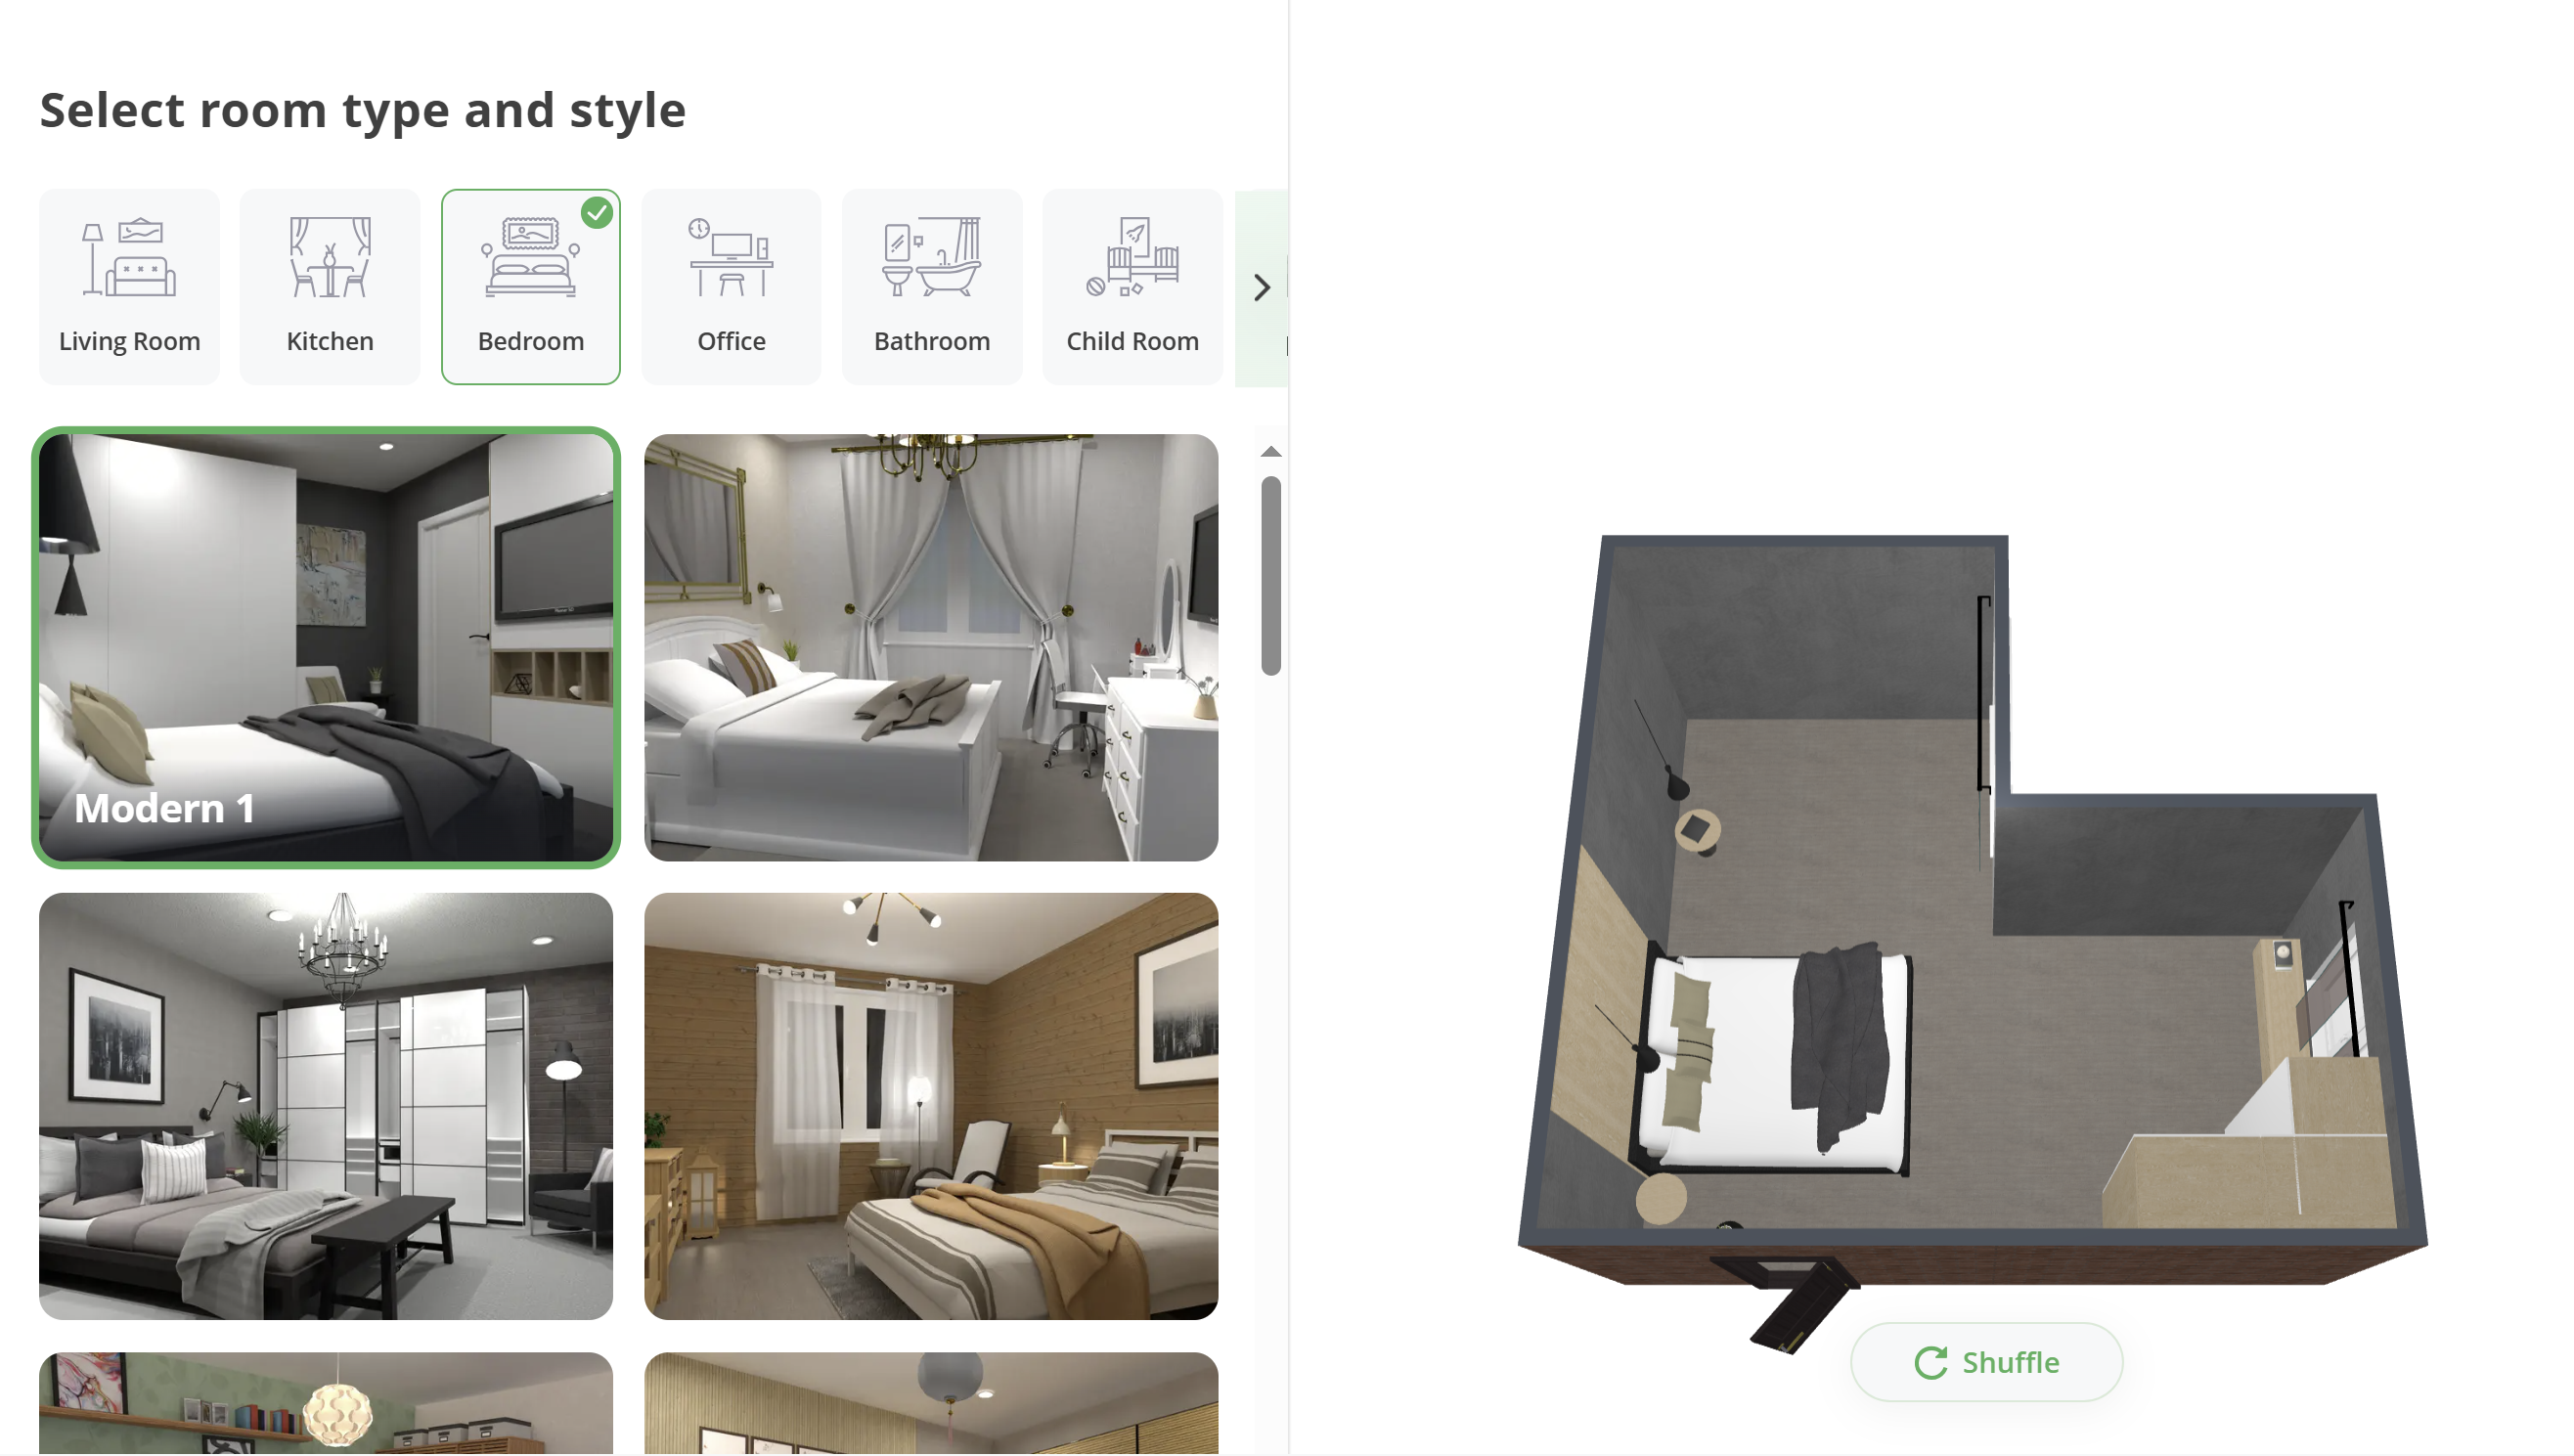 Select room type and style
Living Room
Kitchen
Bedroom
Office
Bathroom
Child Room
Modern 1
Shuffle